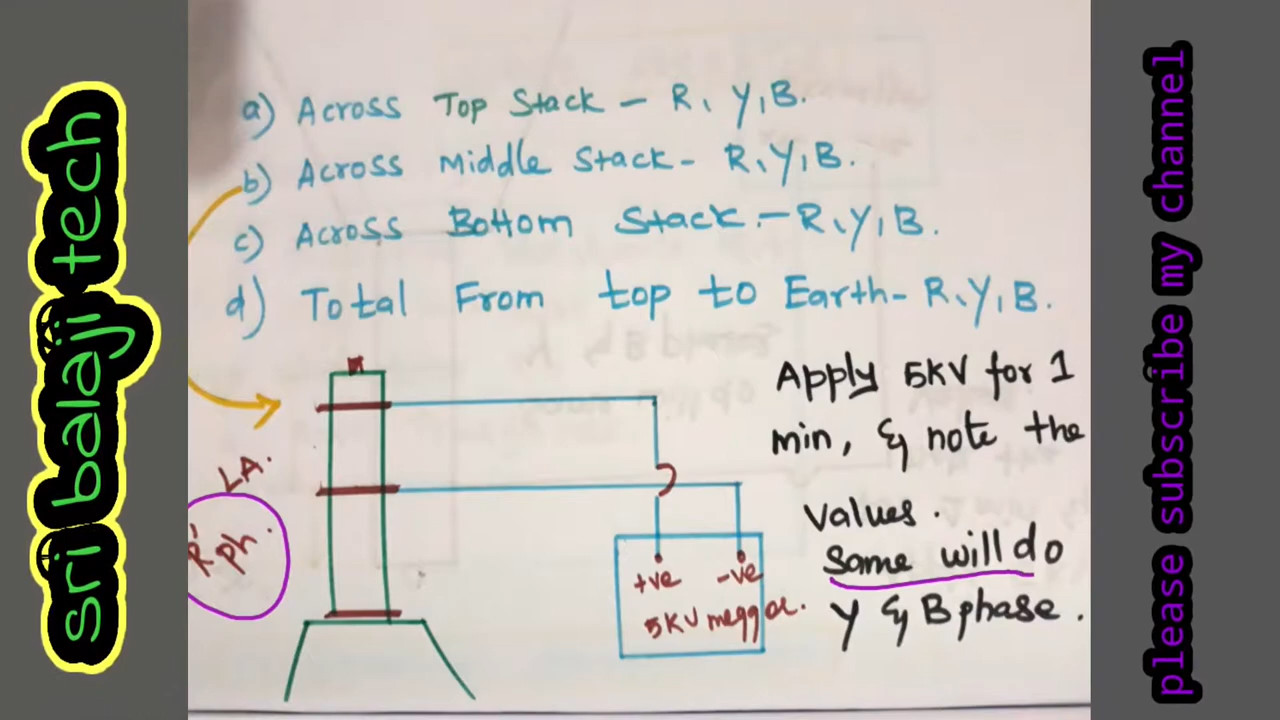 sri balaji tech
a) Across Top Stack - R, Y, B.
b) Across Middle Stack - R, Y, B.
c) Across Bottom Stack. - R, Y, B.
d) Total From top to Earth - R, Y, B.
Apply 5KV for 1
min, & note the
values.
Same will do
Y & B phase.
LA.
R'
ph.
+ve -ve
5KV megger.
please subscribe my channel